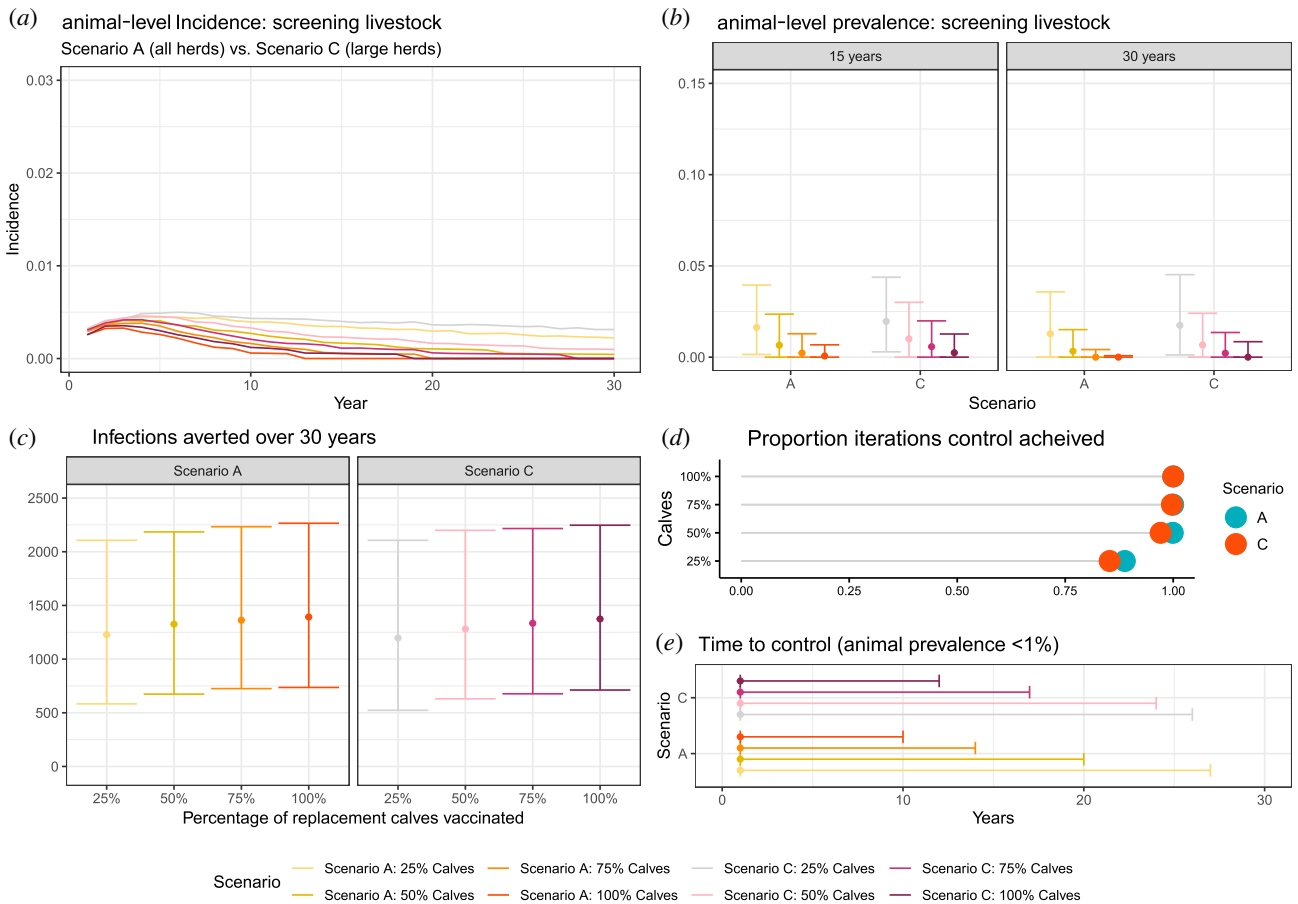 (a)
animal-level Incidence: screening livestock
Scenario A (all herds) vs. Scenario C (large herds)
0.03
0.02
0.01
0.00
Incidence
0
10
20
30
Year
(b)
animal-level prevalence: screening livestock
15 years
30 years
0.15
0.10
0.05
0.00
A
C
A
C
Scenario
(c)
Infections averted over 30 years
Scenario A
Scenario C
2500
2000
1500
1000
500
0
25%
50%
75%
100%
25%
50%
75%
100%
Percentage of replacement calves vaccinated
(d)
Proportion iterations control acheived
Calves
100%
75%
50%
25%
0.00
0.25
0.50
0.75
1.00
Scenario
A
C
(e)
Time to control (animal prevalence <1%)
Scenario
C
A
0
10
20
30
Years
Scenario
Scenario A: 25% Calves
Scenario A: 75% Calves
Scenario C: 25% Calves
Scenario C: 75% Calves
Scenario A: 50% Calves
Scenario A: 100% Calves
Scenario C: 50% Calves
Scenario C: 100% Calves